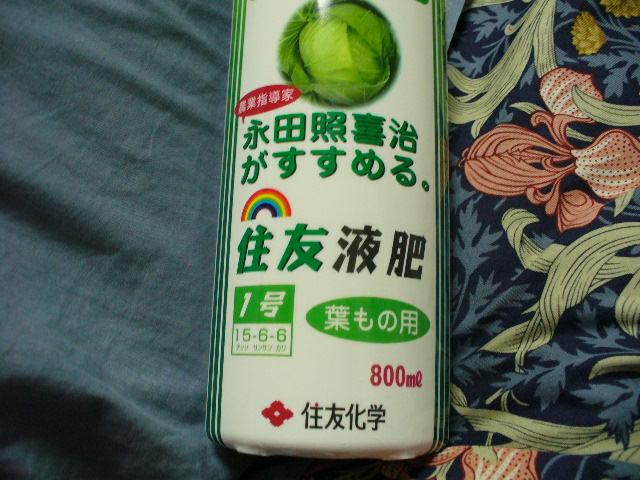 農業指導家
永田照喜治
がすすめる。
住友液肥
1号
葉もの用
15-6-6
チッソ リンサン カリ
800mℓ
住友化学